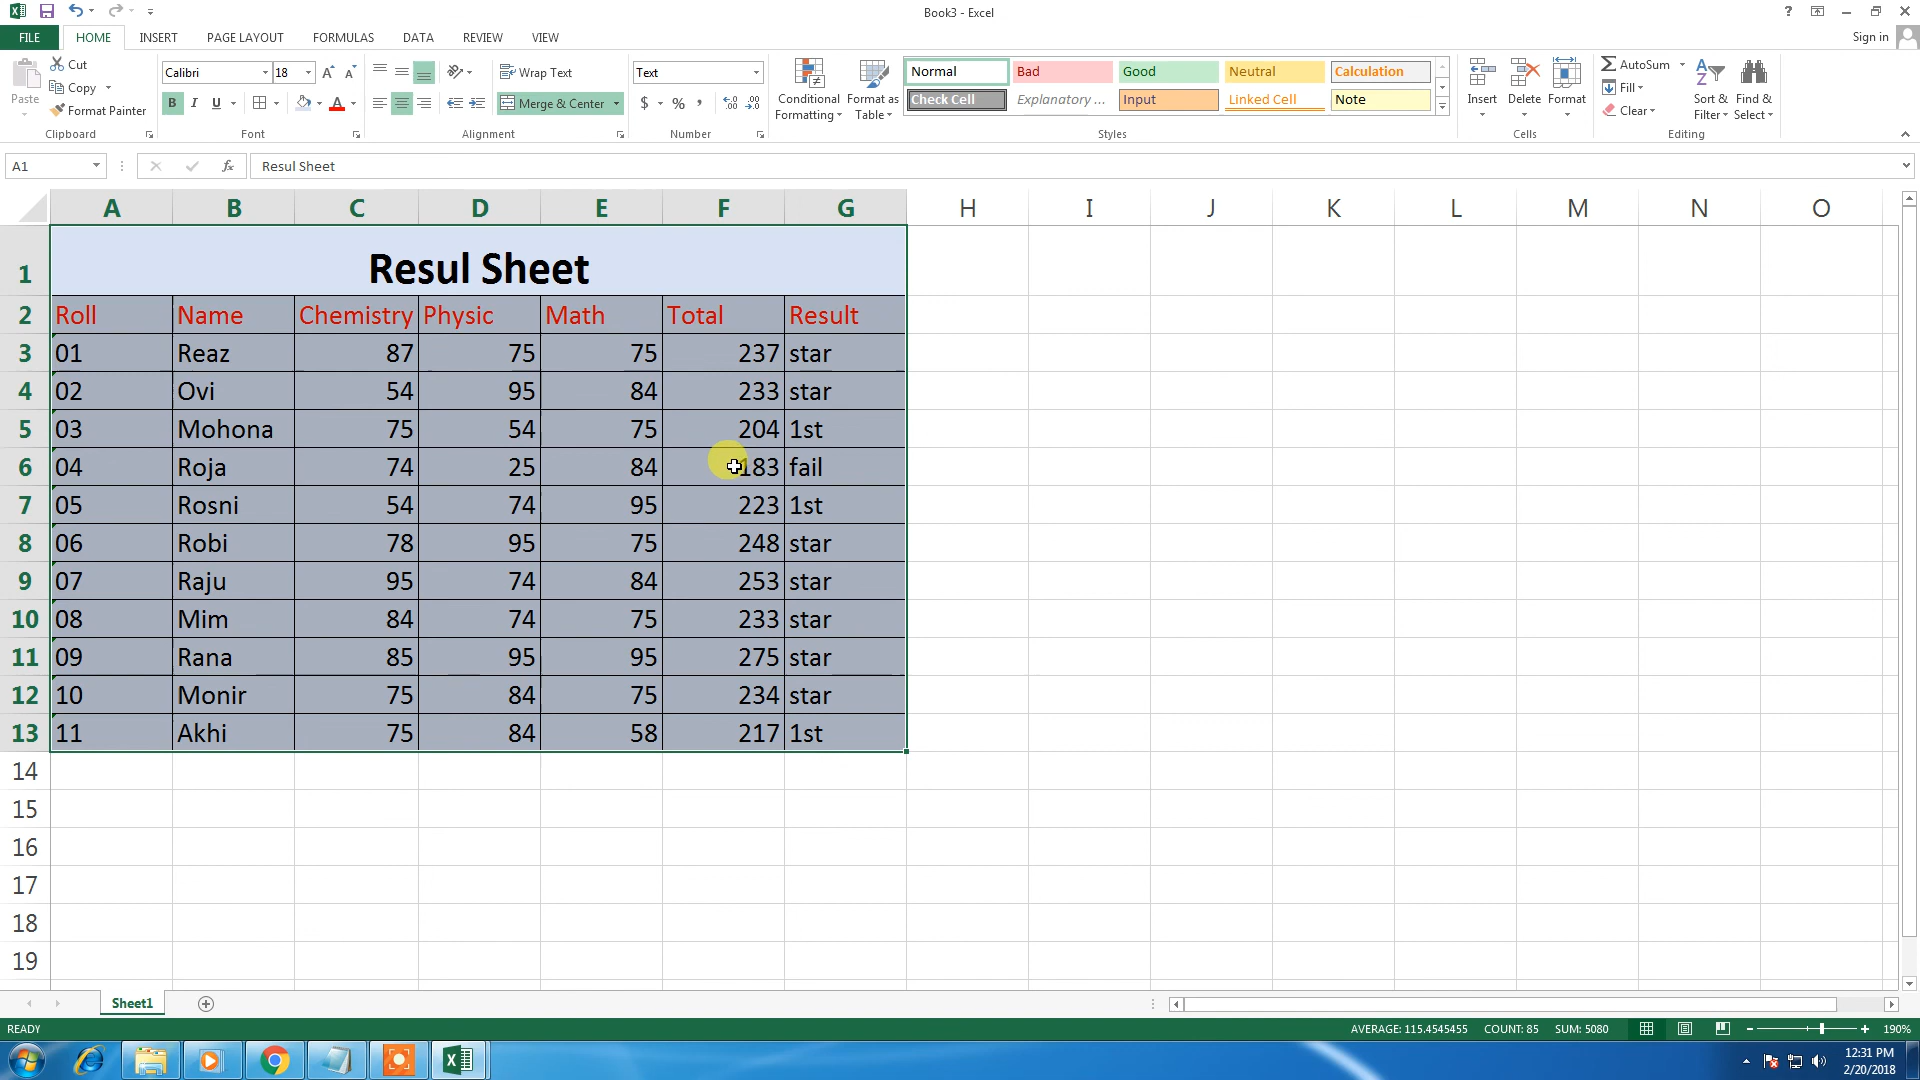 Book3 - Excel
?
FILE HOME INSERT PAGE LAYOUT FORMULAS DATA REVIEW VIEW Sign in
Paste
Cut
Copy
Format Painter
Clipboard
Calibri 18
B I U
Font
Wrap Text
Merge & Center
Alignment
Text
$ % ,
Number
Conditional Formatting
Format as Table
Normal Bad Good Neutral Calculation
Check Cell Explanatory ... Input Linked Cell Note
Styles
Insert Delete Format
Cells
AutoSum
Fill
Clear
Sort & Filter
Find & Select
Editing
A1 fx Resul Sheet
A B C D E F G H I J K L M N O
1 Resul Sheet
2 Roll Name Chemistry Physic Math Total Result
3 01 Reaz 87 75 75 237 star
4 02 Ovi 54 95 84 233 star
5 03 Mohona 75 54 75 204 1st
6 04 Roja 74 25 84 183 fail
7 05 Rosni 54 74 95 223 1st
8 06 Robi 78 95 75 248 star
9 07 Raju 95 74 84 253 star
10 08 Mim 84 74 75 233 star
11 09 Rana 85 95 95 275 star
12 10 Monir 75 84 75 234 star
13 11 Akhi 75 84 58 217 1st
14
15
16
17
18
19
Sheet1
READY AVERAGE: 115.4545455 COUNT: 85 SUM: 5080 190%
12:31 PM
2/20/2018